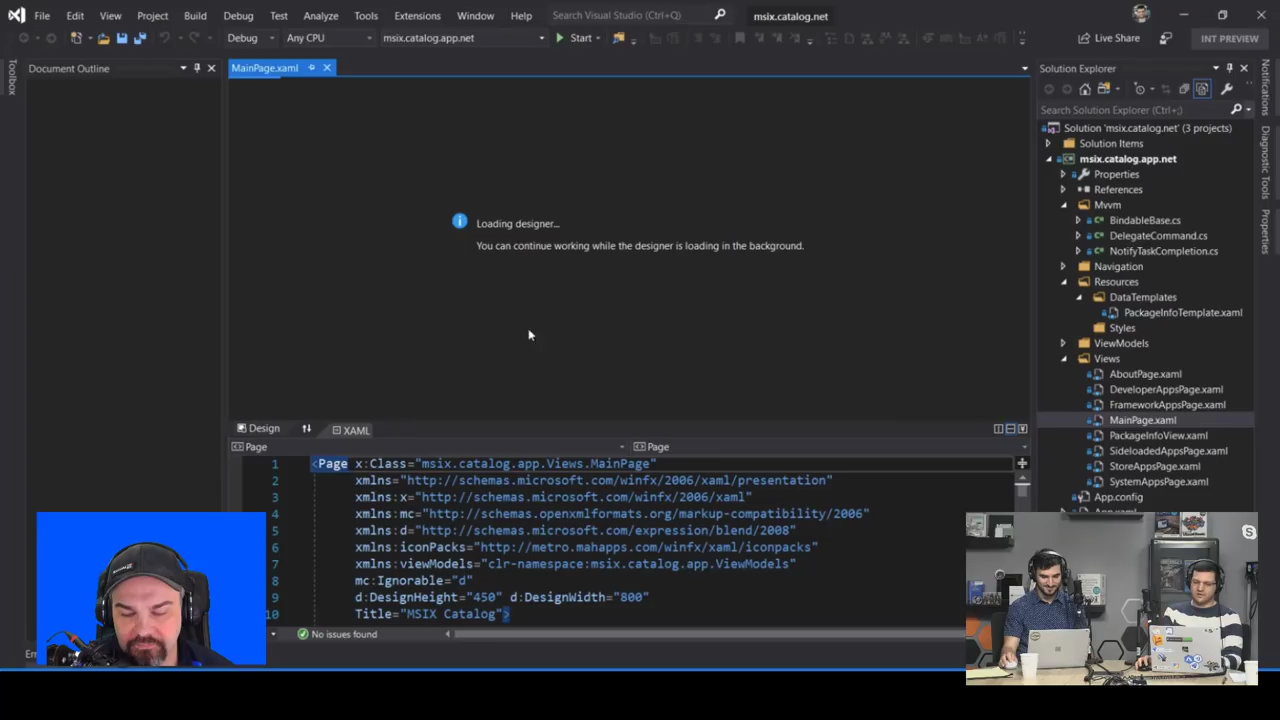 File Edit View Project Build Debug Test Analyze Tools Extensions Window Help Search Visual Studio (Ctrl+Q) msix.catalog.net
Debug Any CPU msix.catalog.app.net Start Live Share INT PREVIEW
Toolbox
Document Outline
MainPage.xaml
Loading designer...
You can continue working while the designer is loading in the background.
Design XAML
Page Page
1 <Page x:Class="msix.catalog.app.Views.MainPage"
2 xmlns="http://schemas.microsoft.com/winfx/2006/xaml/presentation"
3 xmlns:x="http://schemas.microsoft.com/winfx/2006/xaml"
4 xmlns:mc="http://schemas.openxmlformats.org/markup-compatibility/2006"
5 xmlns:d="http://schemas.microsoft.com/expression/blend/2008"
6 xmlns:iconPacks="http://metro.mahapps.com/winfx/xaml/iconpacks"
7 xmlns:viewModels="clr-namespace:msix.catalog.app.ViewModels"
8 mc:Ignorable="d"
9 d:DesignHeight="450" d:DesignWidth="800"
10 Title="MSIX Catalog">
No issues found
Solution Explorer
Search Solution Explorer (Ctrl+;)
Solution 'msix.catalog.net' (3 projects)
Solution Items
msix.catalog.app.net
Properties
References
Mvvm
BindableBase.cs
DelegateCommand.cs
NotifyTaskCompletion.cs
Navigation
Resources
DataTemplates
PackageInfoTemplate.xaml
Styles
ViewModels
Views
AboutPage.xaml
DeveloperAppsPage.xaml
FrameworkAppsPage.xaml
MainPage.xaml
PackageInfoView.xaml
SideloadedAppsPage.xaml
StoreAppsPage.xaml
SystemAppsPage.xaml
App.config
Notifications
Diagnostic Tools
Properties